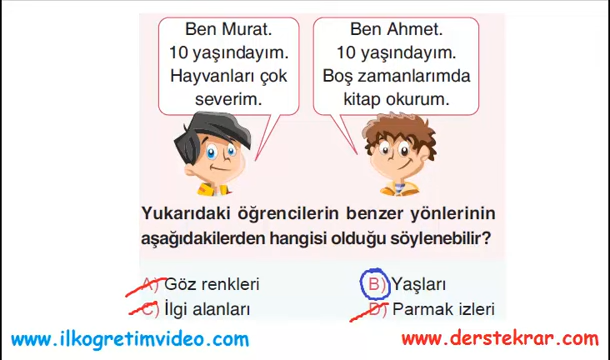 Ben Murat.
10 yaşındayım.
Hayvanları çok
severim.
Ben Ahmet.
10 yaşındayım.
Boş zamanlarımda
kitap okurum.
Yukarıdaki öğrencilerin benzer yönlerinin
aşağıdakilerden hangisi olduğu söylenebilir?
A) Göz renkleri
B) Yaşları
C) İlgi alanları
D) Parmak izleri
www.ilkogretimvideo.com
www.derstekrar.com